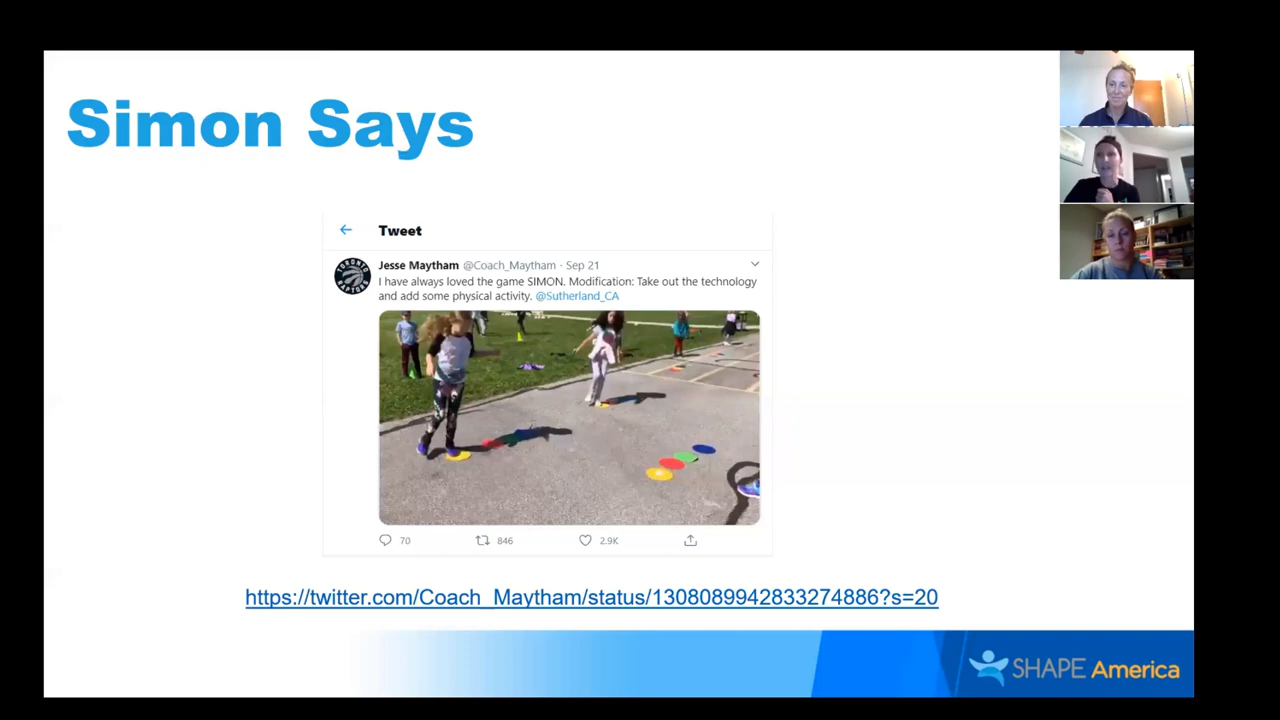 Simon Says
Tweet
Jesse Maytham @Coach_Maytham · Sep 21
I have always loved the game SIMON. Modification: Take out the technology
and add some physical activity. @Sutherland_CA
TORONTO
RAPTORS
70 846 2.9K
https://twitter.com/Coach_Maytham/status/1308089942833274886?s=20
SHAPE America